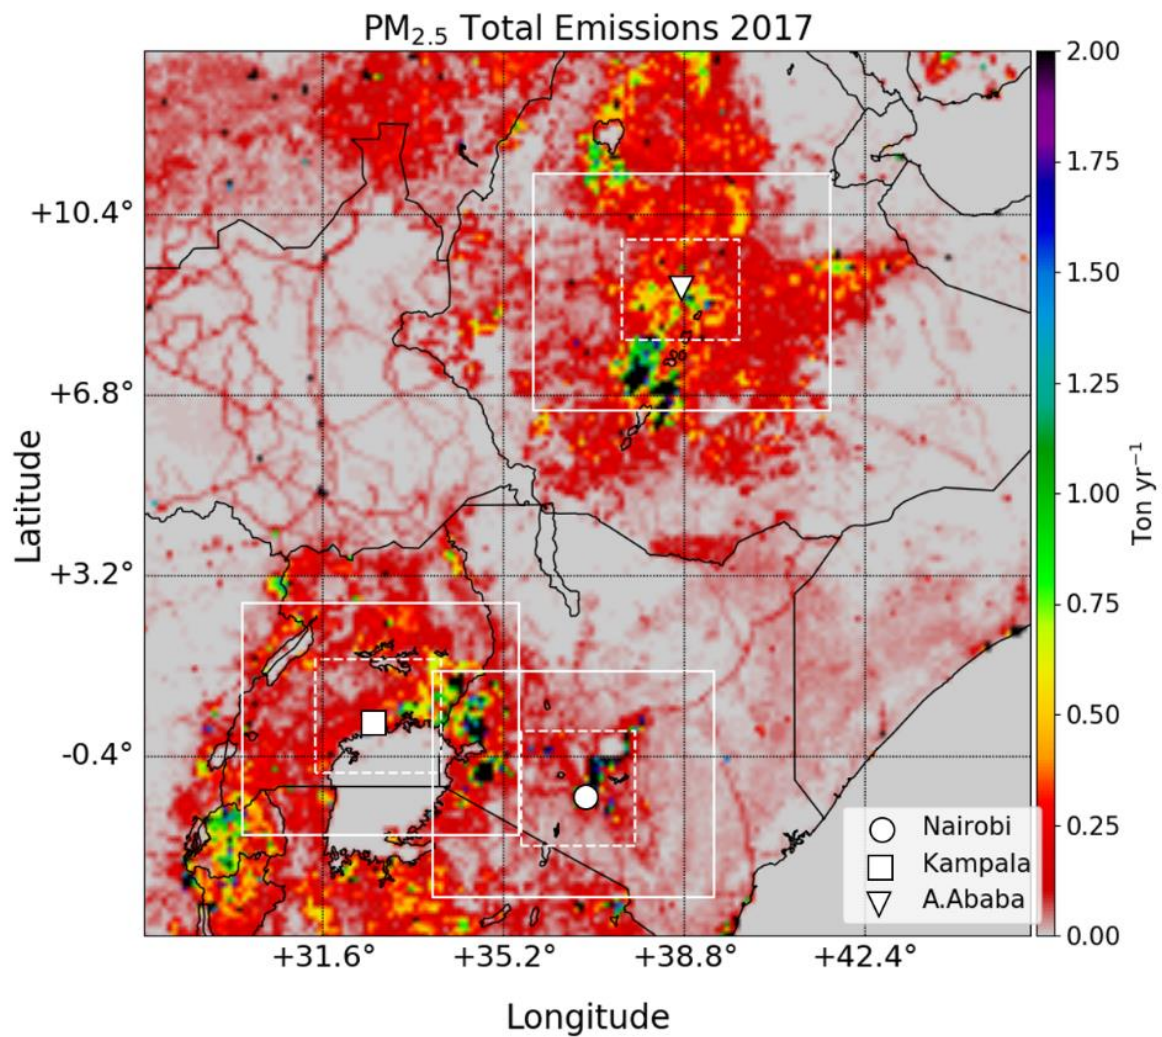 PM2.5 Total Emissions 2017
2.00
1.75
1.50
1.25
1.00
0.75
0.50
0.25
0.00
Ton yr−1
+10.4°
+6.8°
+3.2°
-0.4°
Latitude
Nairobi
Kampala
A.Ababa
+31.6°
+35.2°
+38.8°
+42.4°
Longitude